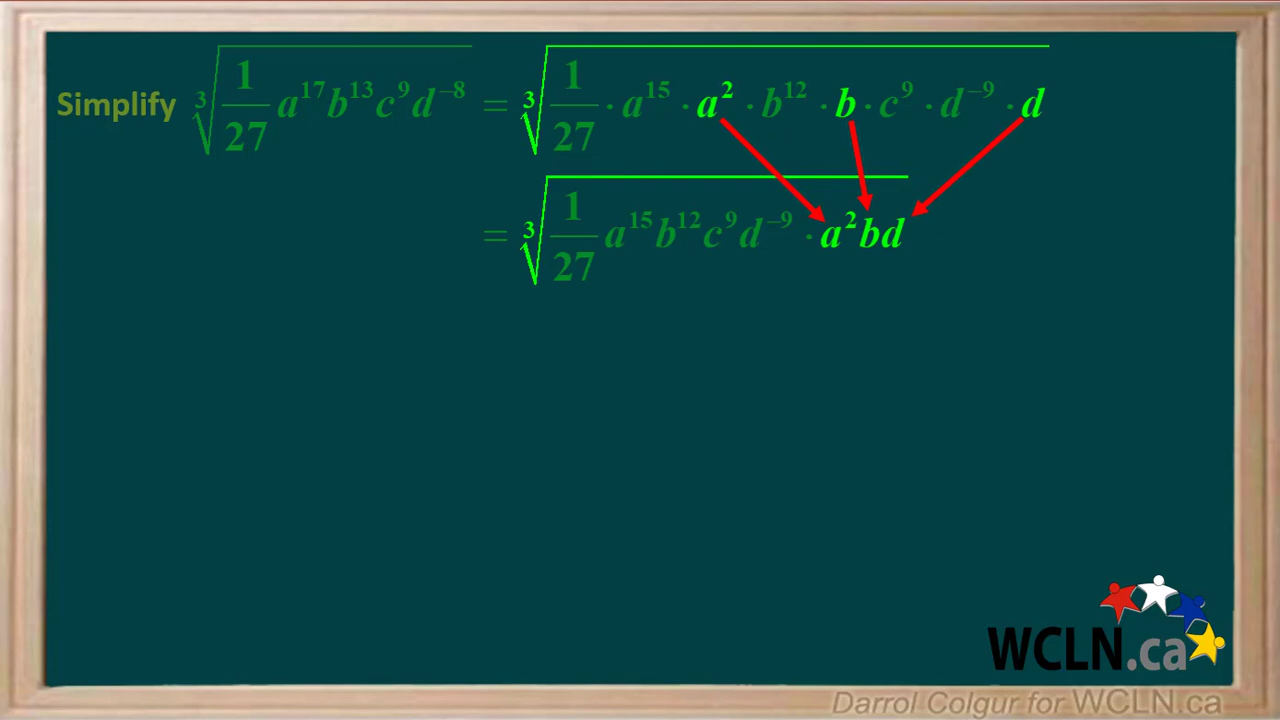 Simplify ∛(1/27 a¹⁷b¹³c⁹d⁻⁸) = ∛(1/27 · a¹⁵ · a² · b¹² · b · c⁹ · d⁻⁹ · d)
= ∛(1/27 a¹⁵b¹²c⁹d⁻⁹ · a²bd)
WCLN.ca
Darrol Colgur for WCLN.ca